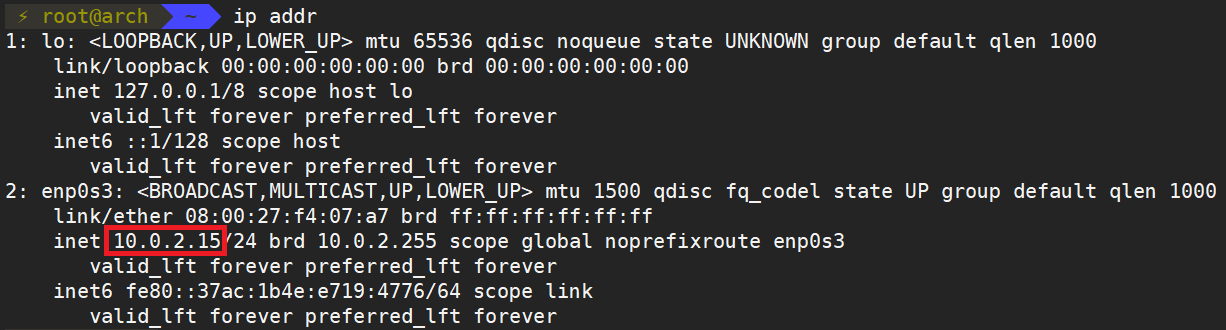 ⚡ root@arch ~ ip addr
1: lo: <LOOPBACK,UP,LOWER_UP> mtu 65536 qdisc noqueue state UNKNOWN group default qlen 1000
    link/loopback 00:00:00:00:00:00 brd 00:00:00:00:00:00
    inet 127.0.0.1/8 scope host lo
       valid_lft forever preferred_lft forever
    inet6 ::1/128 scope host
       valid_lft forever preferred_lft forever
2: enp0s3: <BROADCAST,MULTICAST,UP,LOWER_UP> mtu 1500 qdisc fq_codel state UP group default qlen 1000
    link/ether 08:00:27:f4:07:a7 brd ff:ff:ff:ff:ff:ff
    inet 10.0.2.15/24 brd 10.0.2.255 scope global noprefixroute enp0s3
       valid_lft forever preferred_lft forever
    inet6 fe80::37ac:1b4e:e719:4776/64 scope link
       valid_lft forever preferred_lft forever